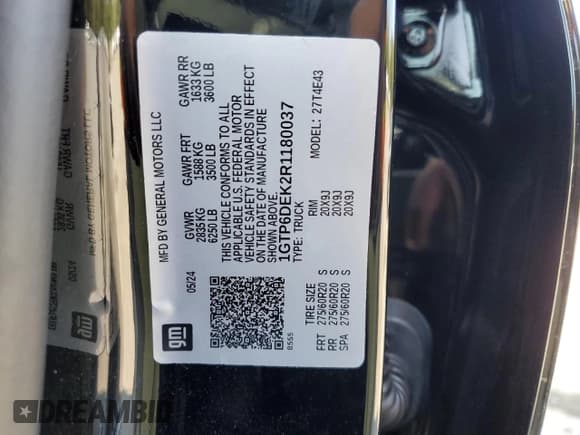 MFD BY GENERAL MOTORS LLC
GVWR GAWR FRT GAWR RR
2835 KG 1588 KG 1633 KG
6250 LB 3500 LB 3600 LB
THIS VEHICLE CONFORMS TO ALL
APPLICABLE U.S. FEDERAL MOTOR
VEHICLE SAFETY STANDARDS IN EFFECT
ON THE DATE OF MANUFACTURE
SHOWN ABOVE.
1GTP6DEK2R1180037
TYPE: TRUCK MODEL: 27T4E43
05/24
gm
8555
TIRE SIZE RIM
FRT 275/60R20 S 20X9J
RR 275/60R20 S 20X9J
SPA 275/60R20 S 20X9J
DREAMBID